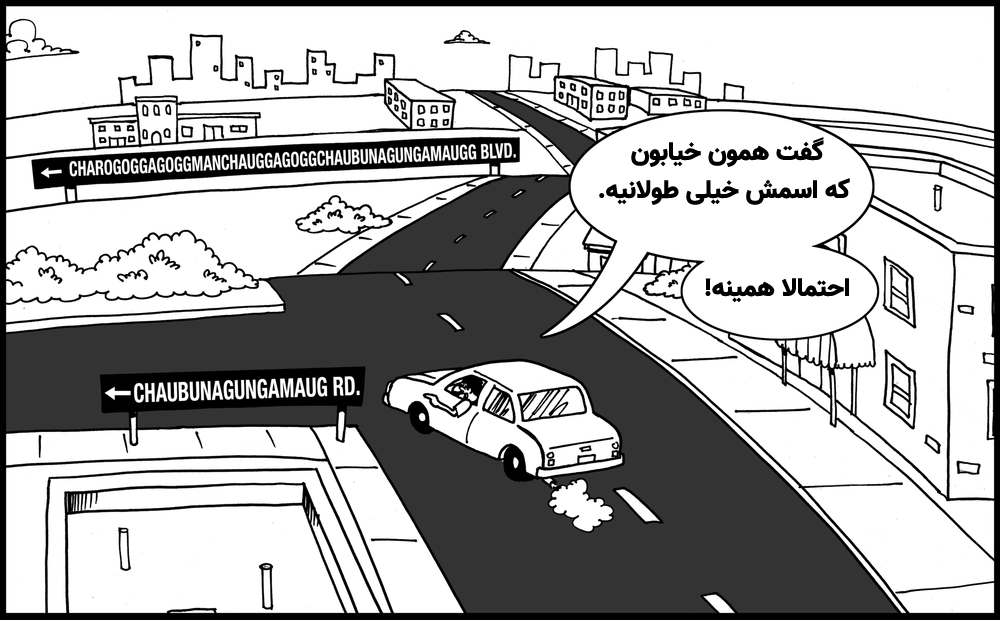 ← CHAROGOGGAGOGGMANCHAUGGAGOGGCHAUBUNAGUNGAMAUGG BLVD.
گفت همون خیابون
که اسمش خیلی طولانیه.
احتمالا همینه!
← CHAUBUNAGUNGAMAUG RD.